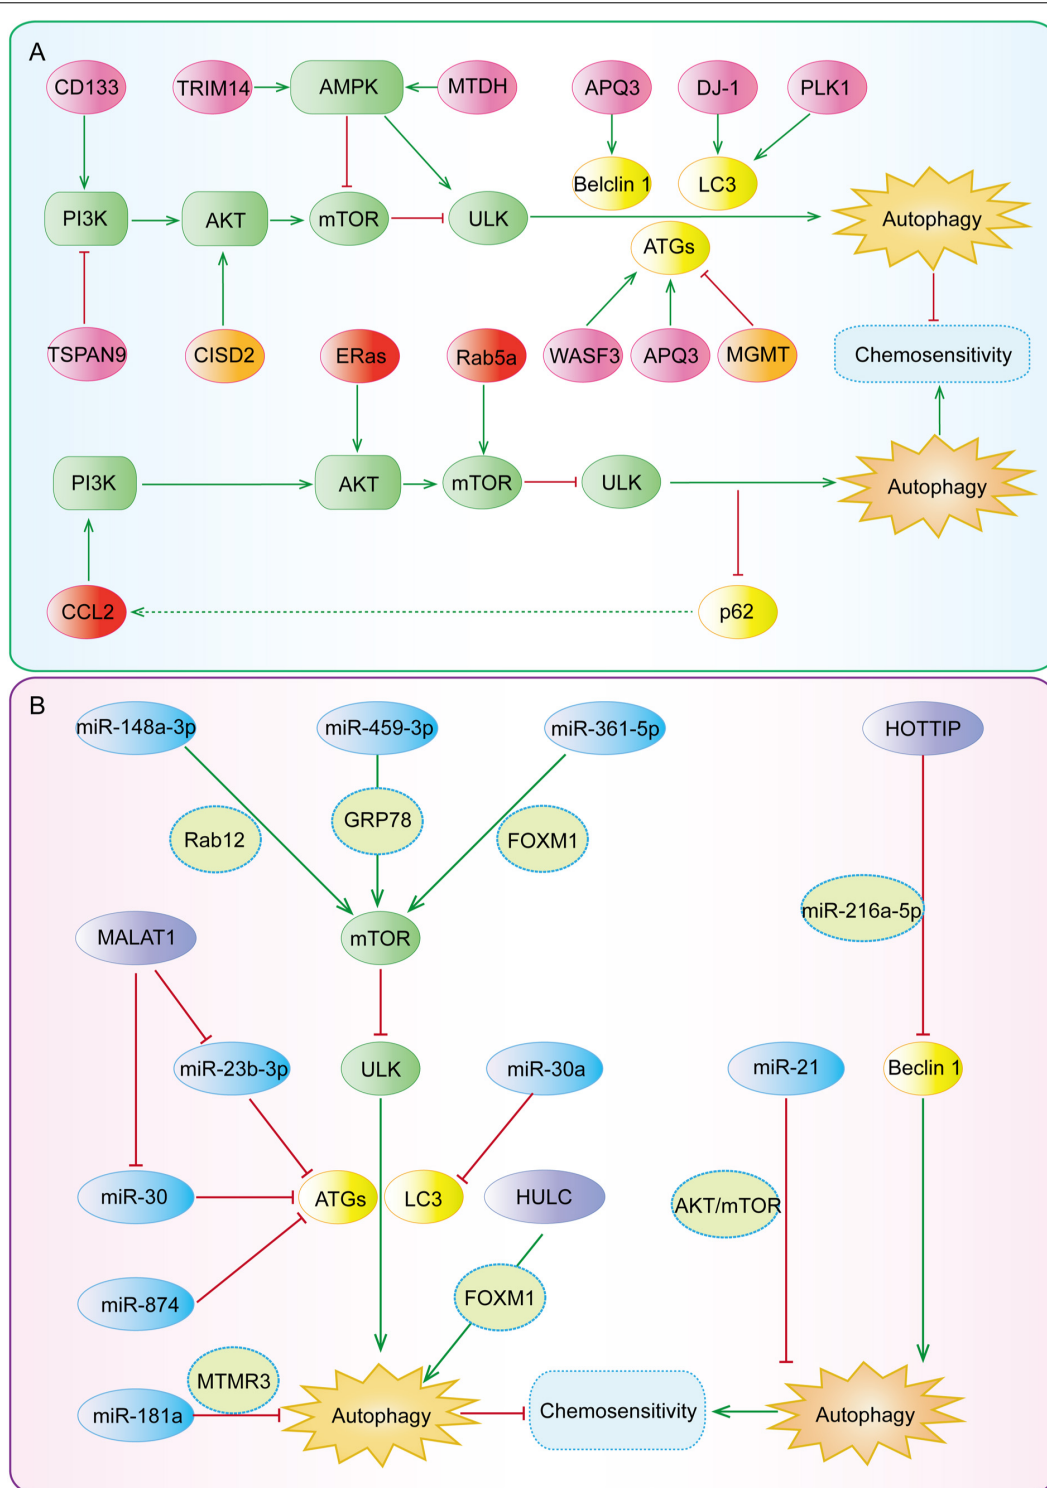 A
CD133
TRIM14
AMPK
MTDH
APQ3
DJ-1
PLK1
Belclin 1
LC3
PI3K
AKT
mTOR
ULK
Autophagy
ATGs
TSPAN9
CISD2
ERas
Rab5a
WASF3
APQ3
MGMT
Chemosensitivity
PI3K
AKT
mTOR
ULK
Autophagy
CCL2
p62
B
miR-148a-3p
miR-459-3p
miR-361-5p
HOTTIP
Rab12
GRP78
FOXM1
miR-216a-5p
MALAT1
mTOR
miR-23b-3p
ULK
miR-30a
miR-21
Beclin 1
miR-30
ATGs
LC3
HULC
AKT/mTOR
miR-874
FOXM1
MTMR3
miR-181a
Autophagy
Chemosensitivity
Autophagy